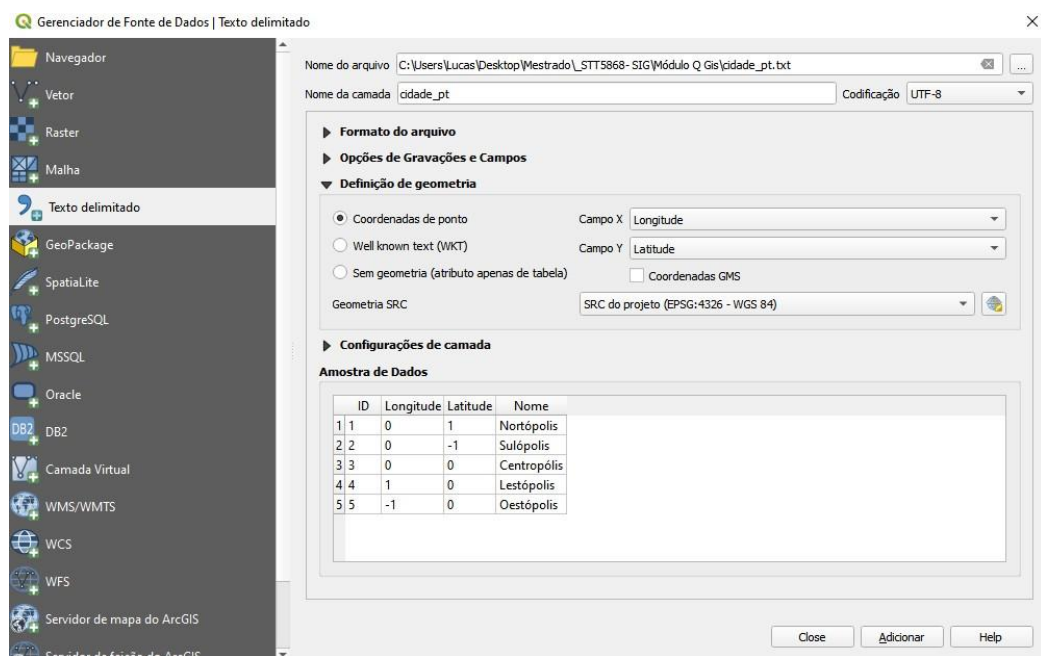 Gerenciador de Fonte de Dados | Texto delimitado
Navegador
Vetor
Raster
Malha
Texto delimitado
GeoPackage
SpatiaLite
PostgreSQL
MSSQL
Oracle
DB2 DB2
Camada Virtual
WMS/WMTS
WCS
WFS
Servidor de mapa do ArcGIS
Servidor de feição do ArcGIS
Nome do arquivo C:\Users\Lucas\Desktop\Mestrado\_STT5868- SIG\Módulo Q Gis\cidade_pt.txt ...
Nome da camada cidade_pt Codificação UTF-8
Formato do arquivo
Opções de Gravações e Campos
Definição de geometria
Coordenadas de ponto Campo X Longitude
Well known text (WKT) Campo Y Latitude
Sem geometria (atributo apenas de tabela) Coordenadas GMS
Geometria SRC SRC do projeto (EPSG:4326 - WGS 84)
Configurações de camada
Amostra de Dados
ID Longitude Latitude Nome
1 1 0 1 Nortópolis
2 2 0 -1 Sulópolis
3 3 0 0 Centropólis
4 4 1 0 Lestópolis
5 5 -1 0 Oestópolis
Close Adicionar Help